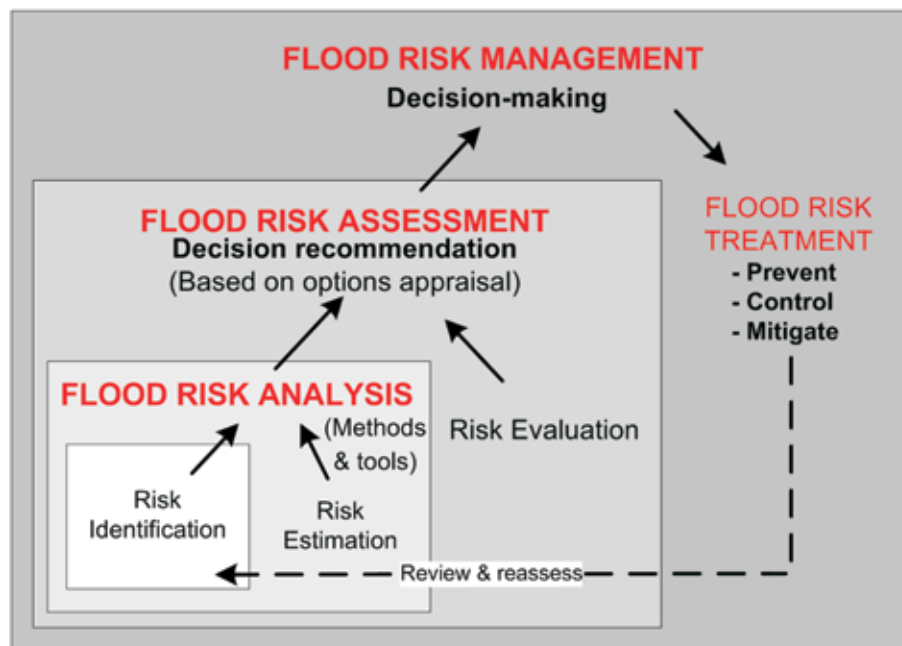 FLOOD RISK MANAGEMENT
Decision-making
FLOOD RISK ASSESSMENT
Decision recommendation
(Based on options appraisal)
FLOOD RISK
TREATMENT
- Prevent
- Control
- Mitigate
FLOOD RISK ANALYSIS
(Methods
& tools)
Risk Evaluation
Risk
Identification
Risk
Estimation
Review & reassess